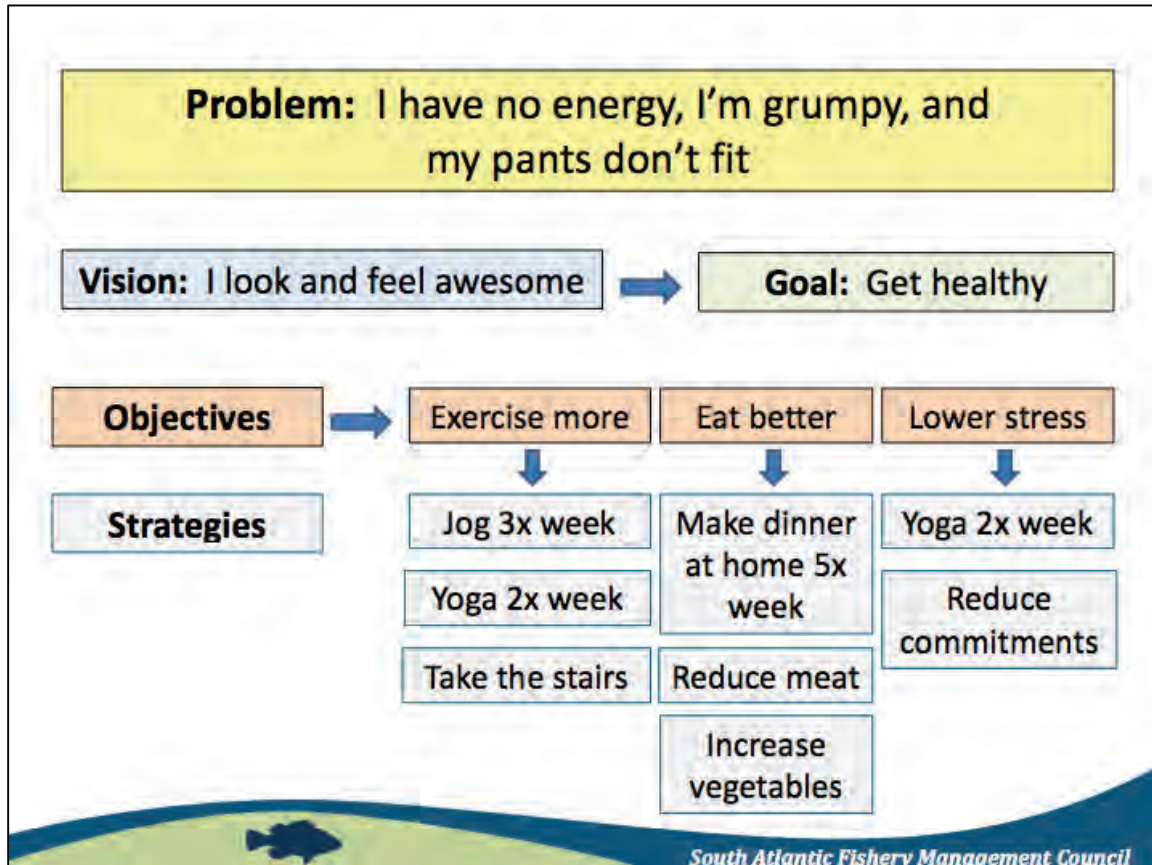 Problem: I have no energy, I'm grumpy, and
my pants don't fit
Vision: I look and feel awesome
Goal: Get healthy
Objectives
Exercise more
Eat better
Lower stress
Strategies
Jog 3x week
Yoga 2x week
Take the stairs
Make dinner
at home 5x
week
Reduce meat
Increase
vegetables
Yoga 2x week
Reduce
commitments
South Atlantic Fishery Management Council